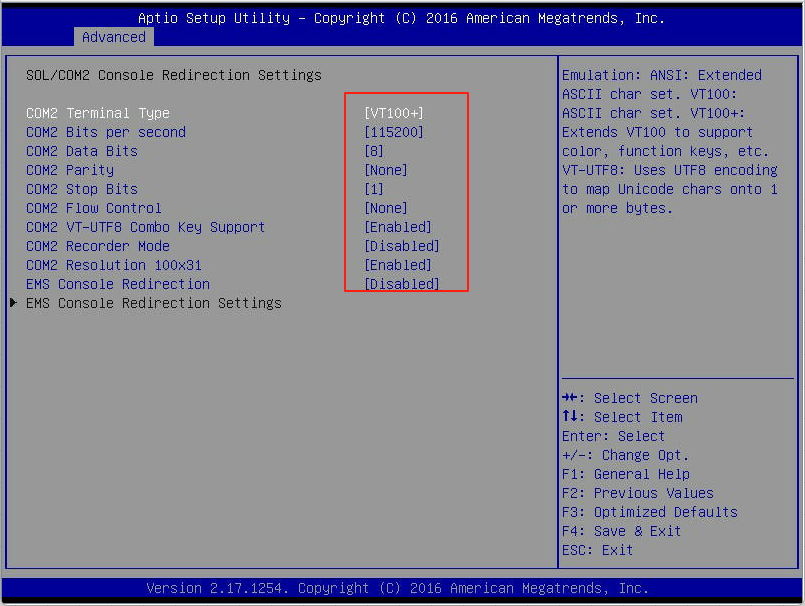 Aptio Setup Utility – Copyright (C) 2016 American Megatrends, Inc.
Advanced
SOL/COM2 Console Redirection Settings
COM2 Terminal Type [VT100+]
COM2 Bits per second [115200]
COM2 Data Bits [8]
COM2 Parity [None]
COM2 Stop Bits [1]
COM2 Flow Control [None]
COM2 VT-UTF8 Combo Key Support [Enabled]
COM2 Recorder Mode [Disabled]
COM2 Resolution 100x31 [Enabled]
EMS Console Redirection [Disabled]
EMS Console Redirection Settings
Emulation: ANSI: Extended
ASCII char set. VT100:
ASCII char set. VT100+:
Extends VT100 to support
color, function keys, etc.
VT-UTF8: Uses UTF8 encoding
to map Unicode chars onto 1
or more bytes.
→←: Select Screen
↑↓: Select Item
Enter: Select
+/-: Change Opt.
F1: General Help
F2: Previous Values
F3: Optimized Defaults
F4: Save & Exit
ESC: Exit
Version 2.17.1254. Copyright (C) 2016 American Megatrends, Inc.